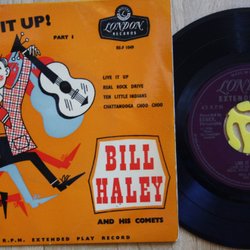 IT UP!
PART 1
LONDON
RECORDS
RE-F 1049
LIVE IT UP
REAL ROCK DRIVE
TEN LITTLE INDIANS
CHATTANOOGA CHOO CHOO
BILL
HALEY
AND HIS COMETS
R.P.M. EXTENDED PLAY RECORD
LONDON
EXTENDED